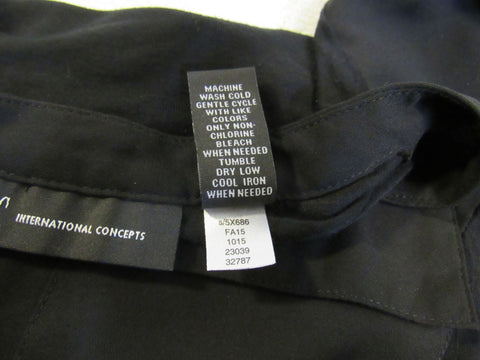 MACHINE
WASH COLD
GENTLE CYCLE
WITH LIKE
COLORS
ONLY NON-
CHLORINE
BLEACH
WHEN NEEDED
TUMBLE
DRY LOW
COOL IRON
WHEN NEEDED
INTERNATIONAL CONCEPTS
FA15
1015
23039
32787